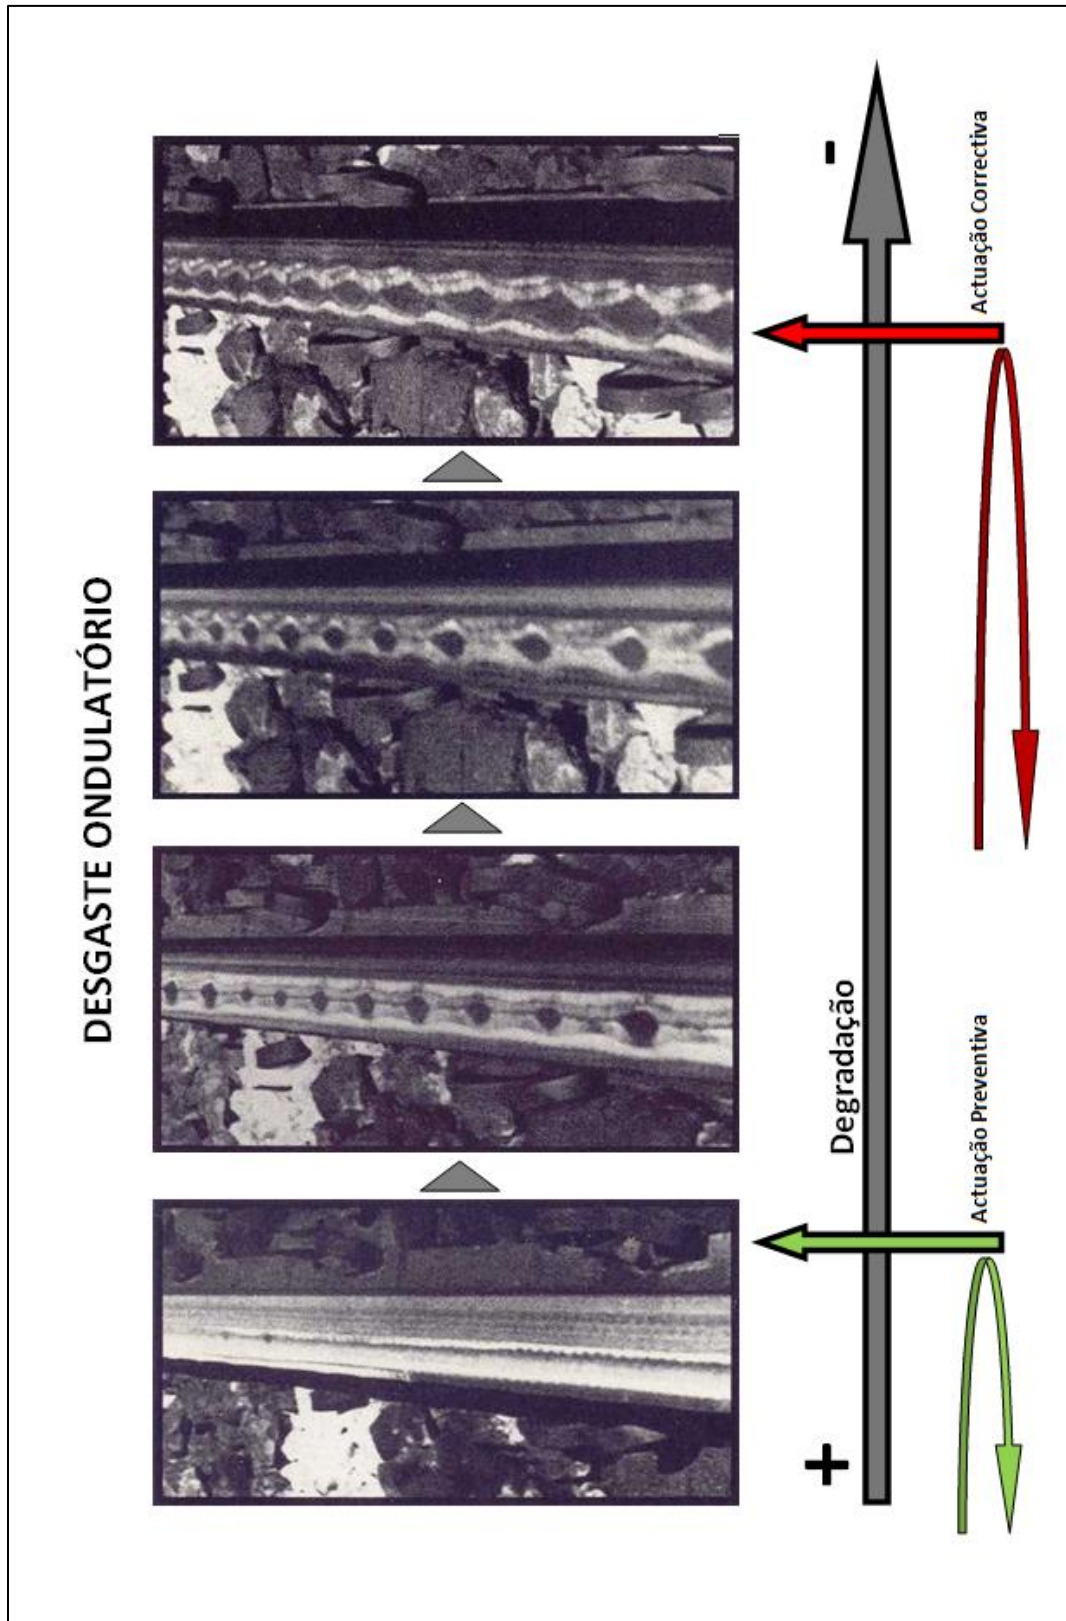 DESGASTE ONDULATÓRIO
+
Degradação
-
Actuação Preventiva
Actuação Correctiva